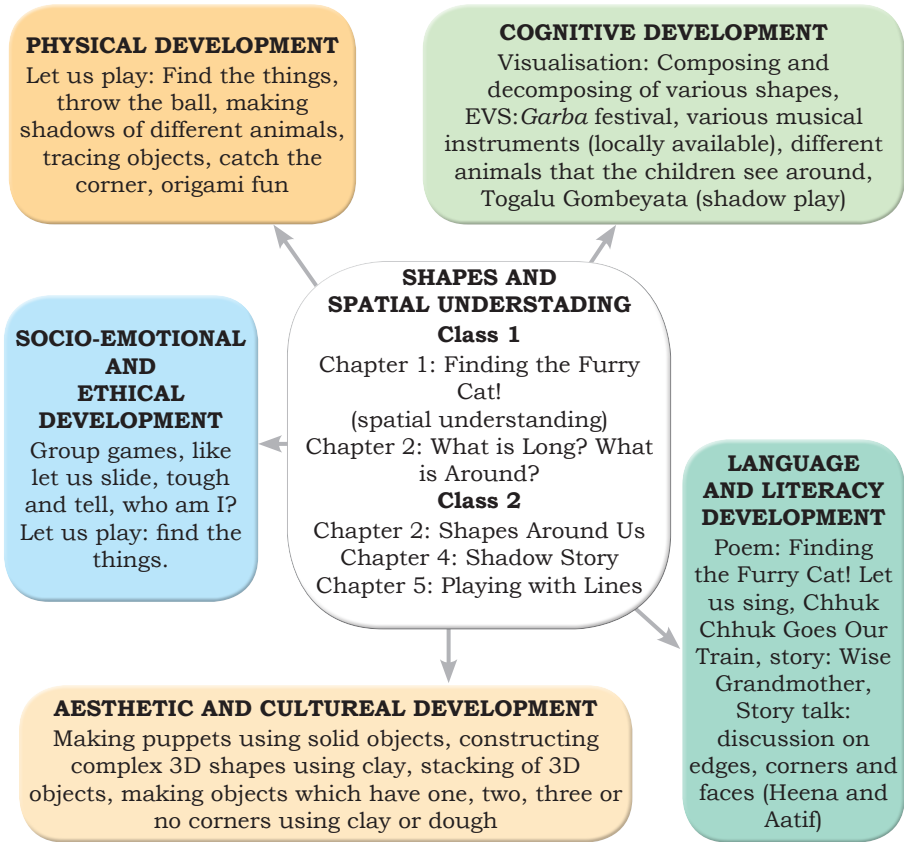 PHYSICAL DEVELOPMENT
Let us play: Find the things,
throw the ball, making
shadows of different animals,
tracing objects, catch the
corner, origami fun
COGNITIVE DEVELOPMENT
Visualisation: Composing and
decomposing of various shapes,
EVS:Garba festival, various musical
instruments (locally available), different
animals that the children see around,
Togalu Gombeyata (shadow play)
SHAPES AND
SPATIAL UNDERSTADING
Class 1
Chapter 1: Finding the Furry
Cat!
(spatial understanding)
Chapter 2: What is Long? What
is Around?
Class 2
Chapter 2: Shapes Around Us
Chapter 4: Shadow Story
Chapter 5: Playing with Lines
SOCIO-EMOTIONAL
AND
ETHICAL
DEVELOPMENT
Group games, like
let us slide, tough
and tell, who am I?
Let us play: find the
things.
LANGUAGE
AND LITERACY
DEVELOPMENT
Poem: Finding
the Furry Cat! Let
us sing, Chhuk
Chhuk Goes Our
Train, story: Wise
Grandmother,
Story talk:
discussion on
edges, corners and
faces (Heena and
Aatif)
AESTHETIC AND CULTUREAL DEVELOPMENT
Making puppets using solid objects, constructing
complex 3D shapes using clay, stacking of 3D
objects, making objects which have one, two, three or
no corners using clay or dough